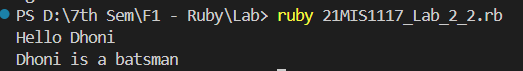 PS D:\7th Sem\F1 - Ruby\Lab> ruby 21MIS1117_Lab_2_2.rb
Hello Dhoni
Dhoni is a batsman